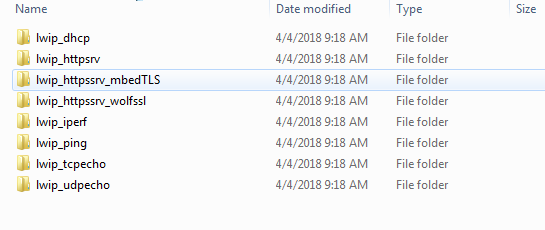 Name Date modified Type Size
lwip_dhcp 4/4/2018 9:18 AM File folder
lwip_httpsrv 4/4/2018 9:18 AM File folder
lwip_httpssrv_mbedTLS 4/4/2018 9:18 AM File folder
lwip_httpssrv_wolfssl 4/4/2018 9:18 AM File folder
lwip_iperf 4/4/2018 9:18 AM File folder
lwip_ping 4/4/2018 9:18 AM File folder
lwip_tcpecho 4/4/2018 9:18 AM File folder
lwip_udpecho 4/4/2018 9:18 AM File folder